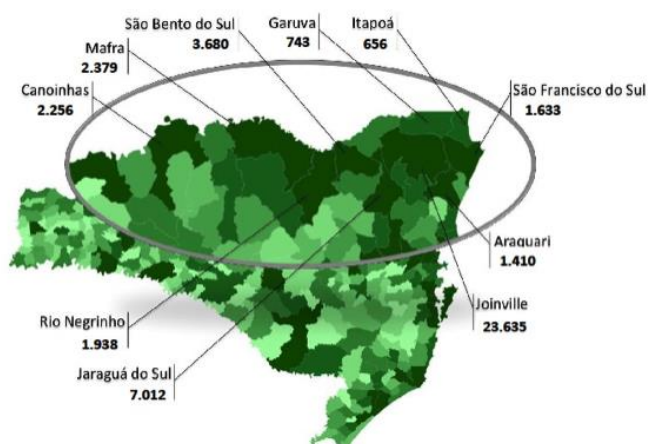 São Bento do Sul
3.680
Garuva
743
Itapoá
656
Mafra
2.379
Canoinhas
2.256
São Francisco do Sul
1.633
Araquari
1.410
Joinville
23.635
Rio Negrinho
1.938
Jaraguá do Sul
7.012